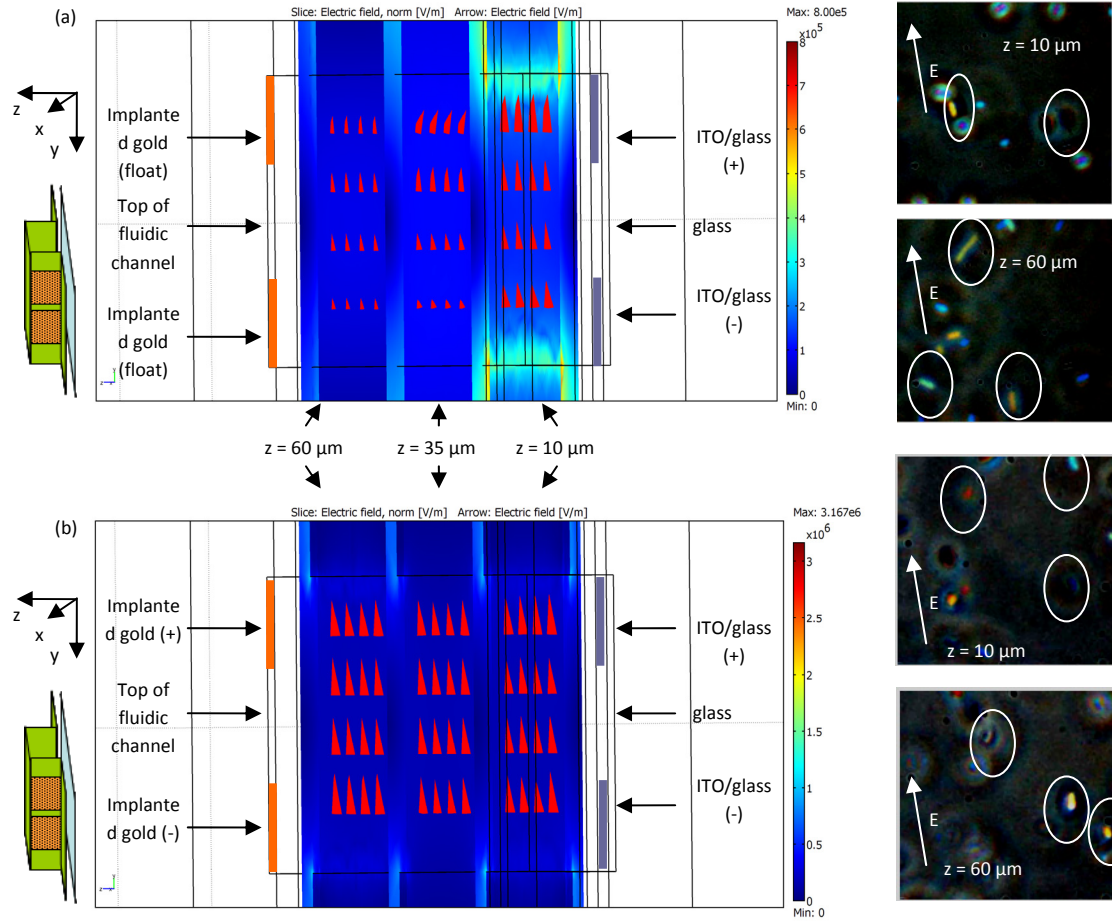 (a)
Slice: Electric field, norm [V/m] Arrow: Electric field [V/m]
Max: 8.00e5
x10⁵
8
7
6
5
4
3
2
1
0
Min: 0
z
x
y
Implante
d gold
(float)
Top of
fluidic
channel
Implante
d gold
(float)
ITO/glass
(+)
glass
ITO/glass
(-)
z = 60 µm
z = 35 µm
z = 10 µm
(b)
Slice: Electric field, norm [V/m] Arrow: Electric field [V/m]
Max: 3.167e6
x10⁶
3
2.5
2
1.5
1
0.5
0
Min: 0
z
x
y
Implante
d gold (+)
Top of
fluidic
channel
Implante
d gold (-)
ITO/glass
(+)
glass
ITO/glass
(-)
z = 10 µm
E
z = 60 µm
E
E
z = 10 µm
E
z = 60 µm